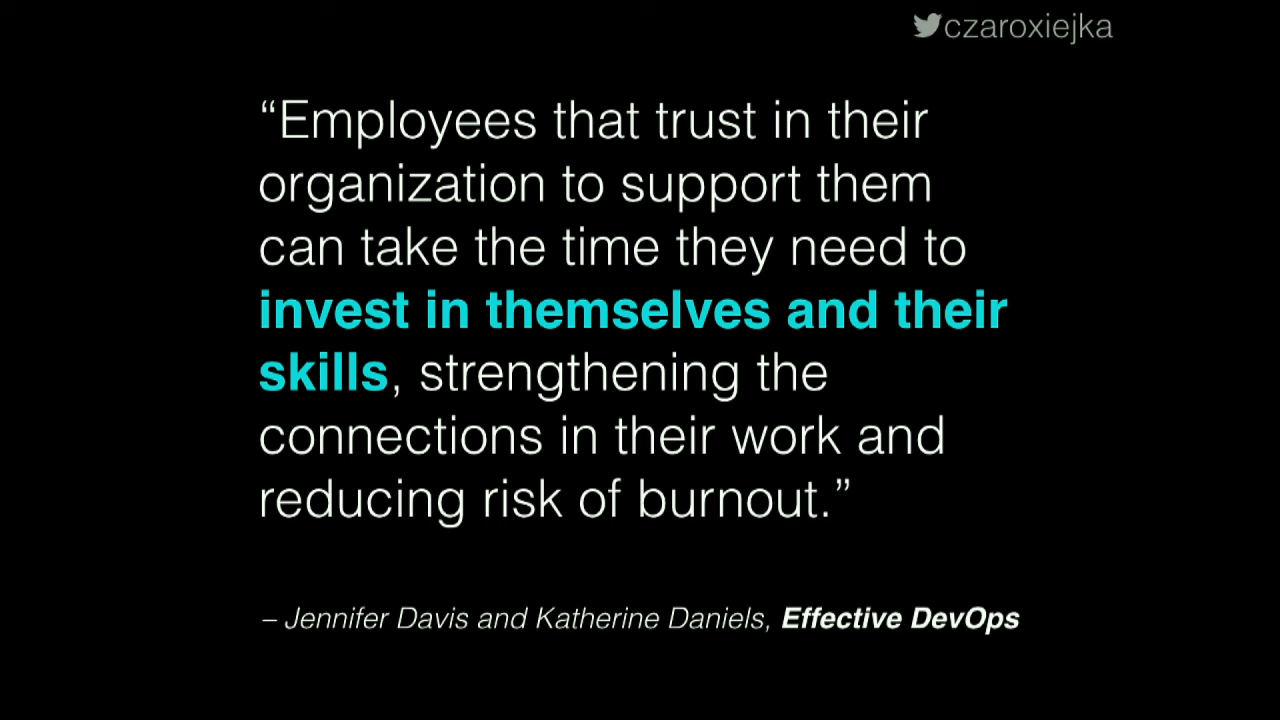 czaroxiejka
“Employees that trust in their
organization to support them
can take the time they need to
invest in themselves and their
skills, strengthening the
connections in their work and
reducing risk of burnout.”
– Jennifer Davis and Katherine Daniels, Effective DevOps